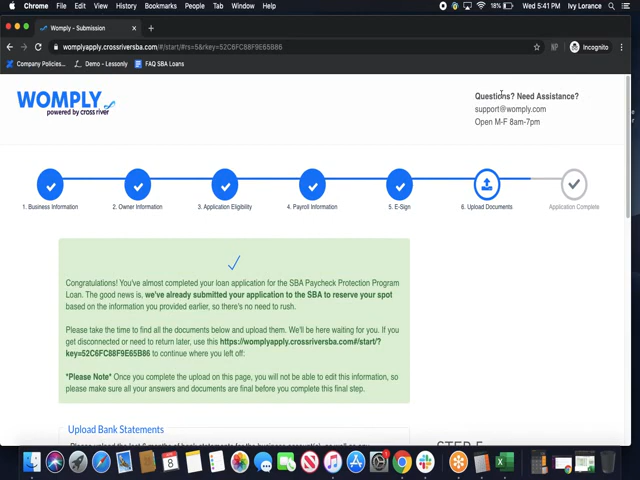 Chrome File Edit View History Bookmarks People Tab Window Help
18% Wed 5:41 PM Ivy Lorance
Womply - Submission
womplyapply.crossriversba.com/#/start/#rs=5&rkey=52C6FC88F9E65B86
NP Incognito
Company Policies... Demo - Lessonly FAQ SBA Loans
WOMPLY
powered by cross river
Questions? Need Assistance?
support@womply.com
Open M-F 8am-7pm
1. Business Information
2. Owner Information
3. Application Eligibility
4. Payroll Information
5. E-Sign
6. Upload Documents
Application Complete
Congratulations! You've almost completed your loan application for the SBA Paycheck Protection Program
Loan. The good news is, we've already submitted your application to the SBA to reserve your spot
based on the information you provided earlier, so there's no need to rush.
Please take the time to find all the documents below and upload them. We'll be here waiting for you. If you
get disconnected or need to return later, use this https://womplyapply.crossriversba.com#/start/?
key=52C6FC88F9E65B86 to continue where you left off:
*Please Note* Once you complete the upload on this page, you will not be able to edit this information, so
please make sure all your answers and documents are final before you complete this final step.
Upload Bank Statements
STEP 5
8